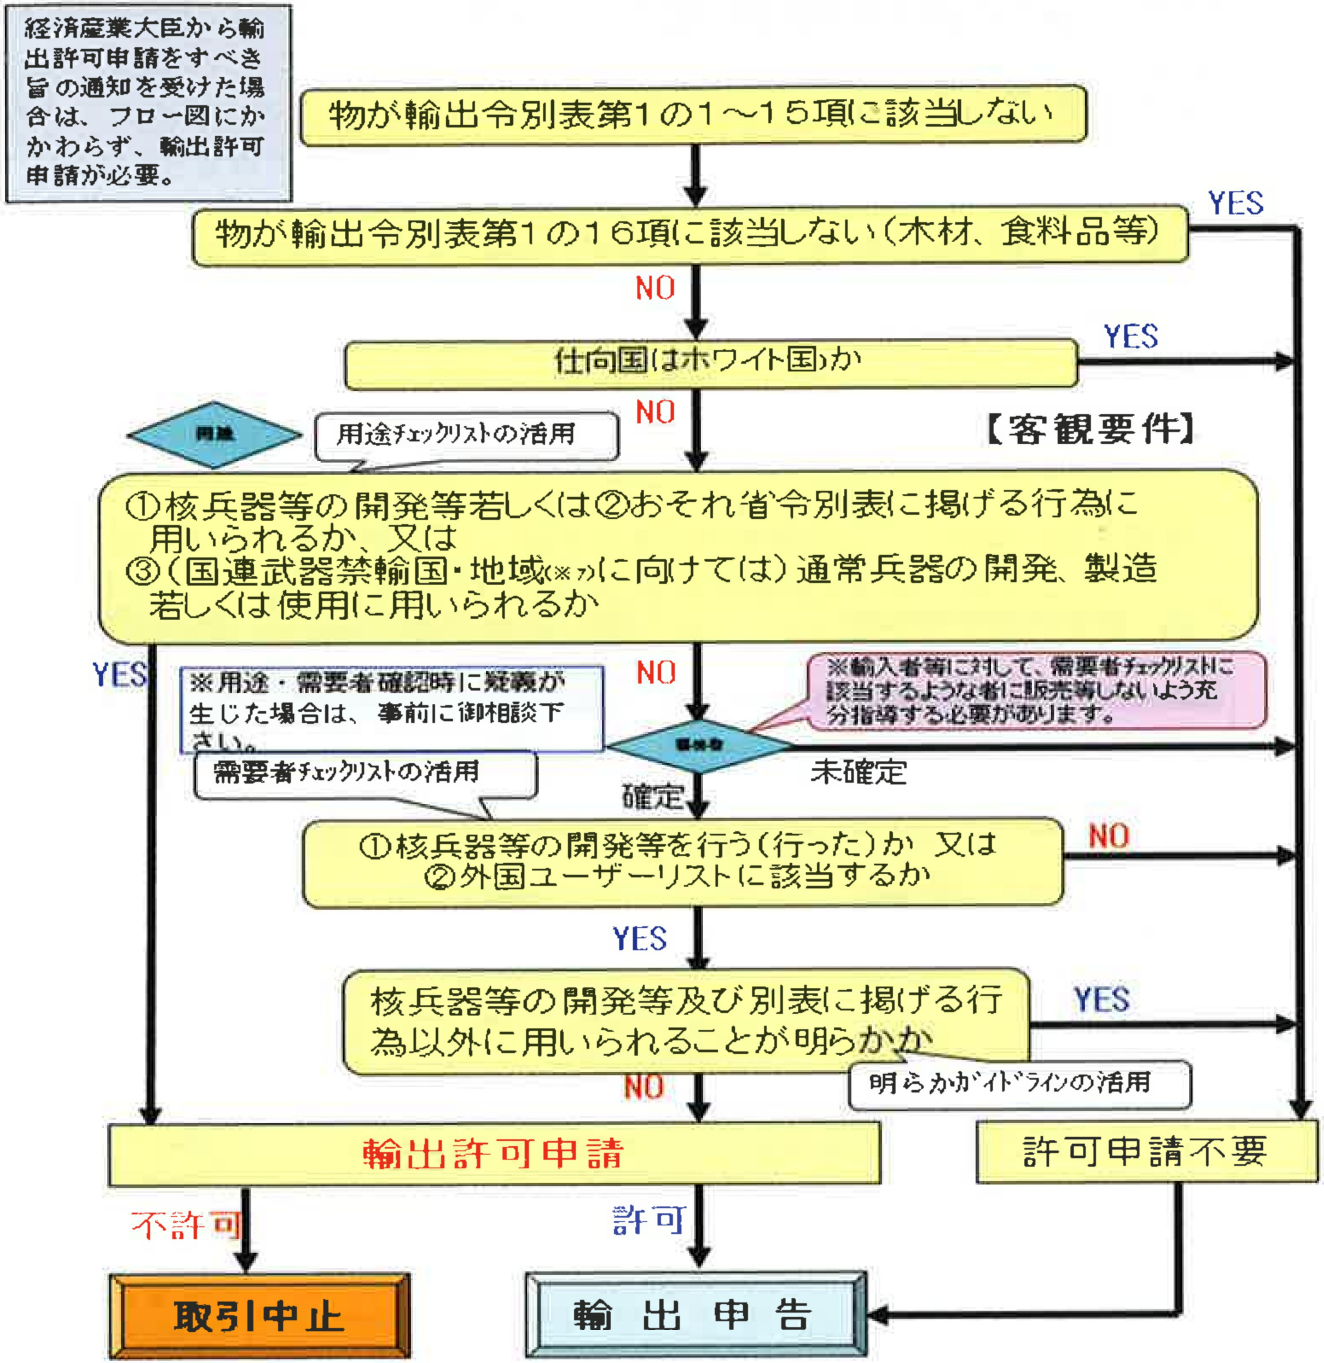 経済産業大臣から輸
出許可申請をすべき
旨の通知を受けた場
合は、フロー図にか
かわらず、輸出許可
申請が必要。
物が輸出令別表第1の1～15項に該当しない
YES
物が輸出令別表第1の16項に該当しない(木材、食料品等)
NO
YES
仕向国はホワイト国か
NO
【客観要件】
用途
用途チェックリストの活用
①核兵器等の開発等若しくは②おそれ省令別表に掲げる行為に
用いられるか、又は
③(国連武器禁輸国・地域(※7)に向けては)通常兵器の開発、製造
若しくは使用に用いられるか
YES
NO
※用途・需要者確認時に疑義が
生じた場合は、事前に御相談下
さい。
※輸入者等に対して、需要者チェックリストに
該当するような者に販売等しないよう充
分指導する必要があります。
需要者
未確定
需要者チェックリストの活用
確定
①核兵器等の開発等を行う(行った)か 又は
②外国ユーザーリストに該当するか
NO
YES
核兵器等の開発等及び別表に掲げる行
為以外に用いられることが明らかか
YES
明らかガイドラインの活用
NO
輸出許可申請
許可申請不要
不許可
許可
取引中止
輸出申告